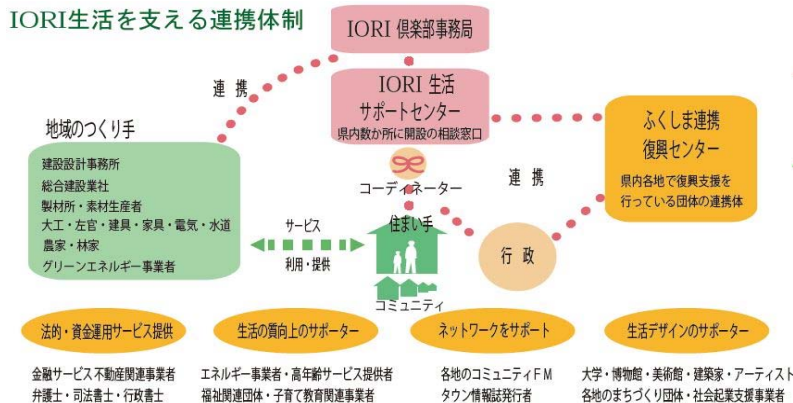 IORI生活を支える連携体制
IORI 倶楽部事務局
連携
IORI 生活
サポートセンター
県内数か所に開設の相談窓口
地域のつくり手
建設設計事務所
総合建設業社
製材所・素材生産者
大工・左官・建具・家具・電気・水道
農家・林家
グリーンエネルギー事業者
コーディネーター
サービス
利用・提供
住まい手
コミュニティ
連携
行政
ふくしま連携
復興センター
県内各地で復興支援を
行っている団体の連携体
法的・資金運用サービス提供
金融サービス不動産関連事業者
弁護士・司法書士・行政書士
生活の質向上のサポーター
エネルギー事業者・高年齢サービス提供者
福祉関連団体・子育て教育関連事業者
ネットワークをサポート
各地のコミュニティFM
タウン情報誌発行者
生活デザインのサポーター
大学・博物館・美術館・建築家・アーティスト
各地のまちづくり団体・社会起業支援事業者